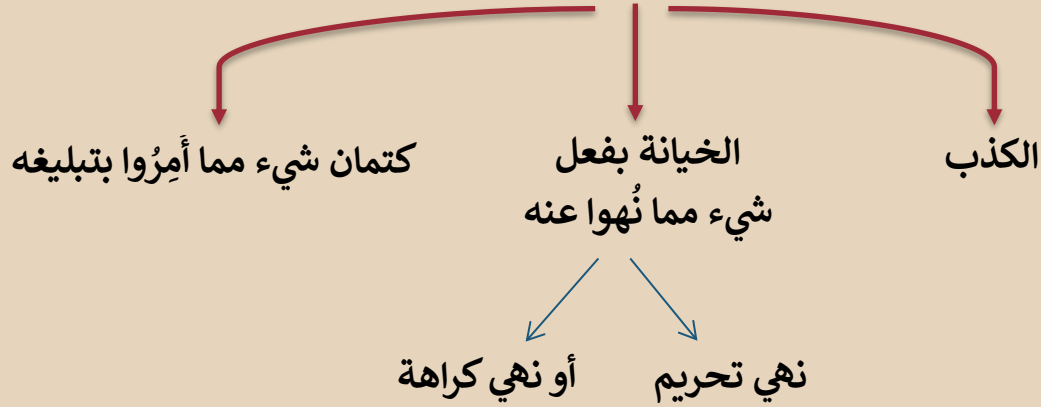 الكذب
الخيانة بفعل
شيء مما نُهوا عنه
كتمان شيء مما أَمِرُوا بتبليغه
نهي تحريم
أو نهي كراهة